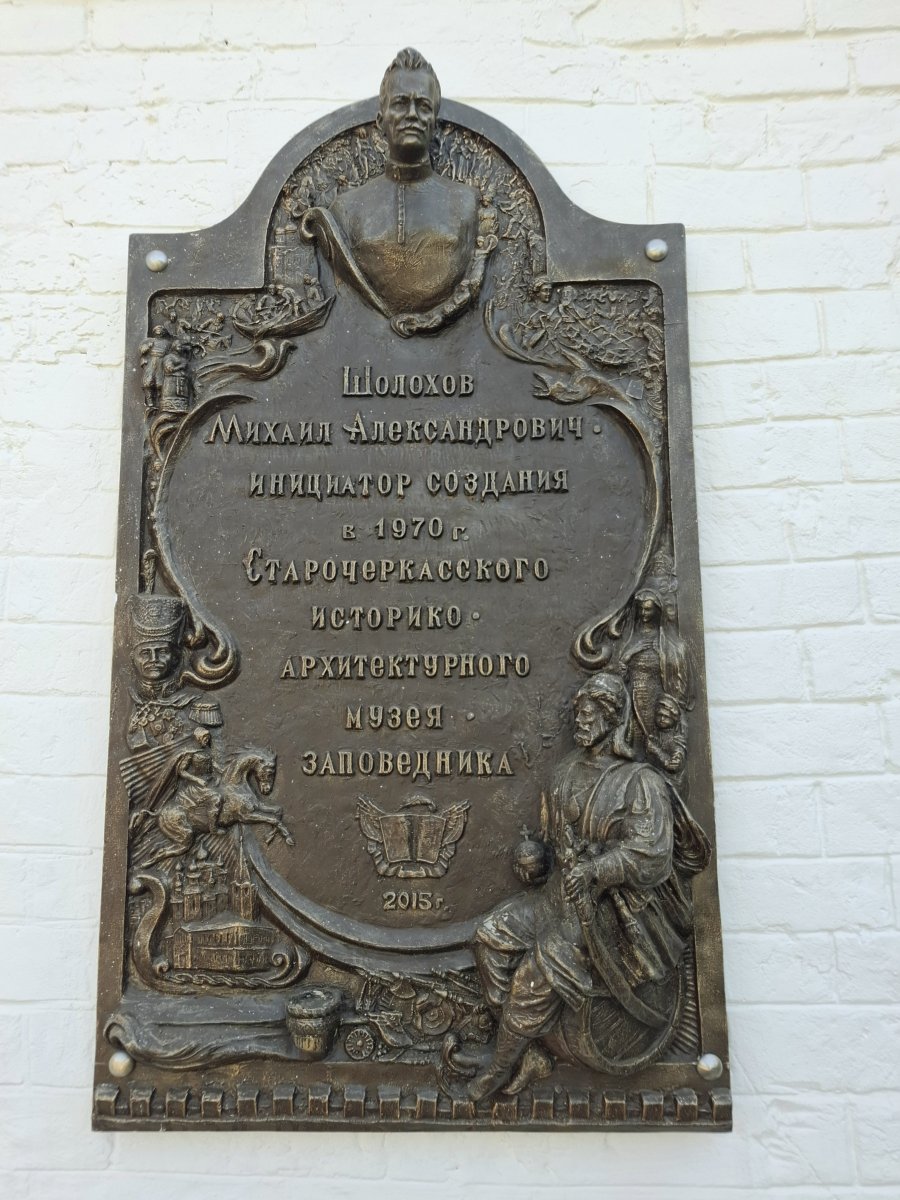 Шолохов
Михаил Александрович ·
инициатор создания
в 1970 г.
Старочеркасского
историко ·
архитектурного
музея ·
заповедника
2015 г.